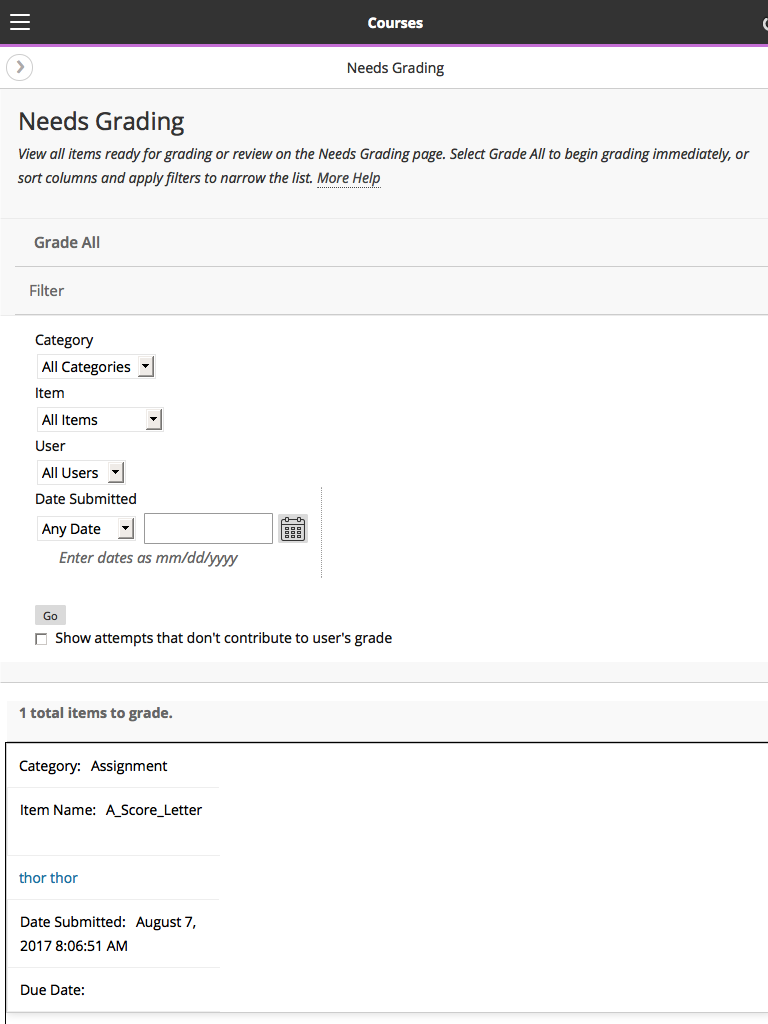 Courses
Needs Grading
Needs Grading
View all items ready for grading or review on the Needs Grading page. Select Grade All to begin grading immediately, or
sort columns and apply filters to narrow the list. More Help
Grade All
Filter
Category
All Categories
Item
All Items
User
All Users
Date Submitted
Any Date
Enter dates as mm/dd/yyyy
Go
Show attempts that don't contribute to user's grade
1 total items to grade.
Category: Assignment
Item Name: A_Score_Letter
thor thor
Date Submitted: August 7,
2017 8:06:51 AM
Due Date: